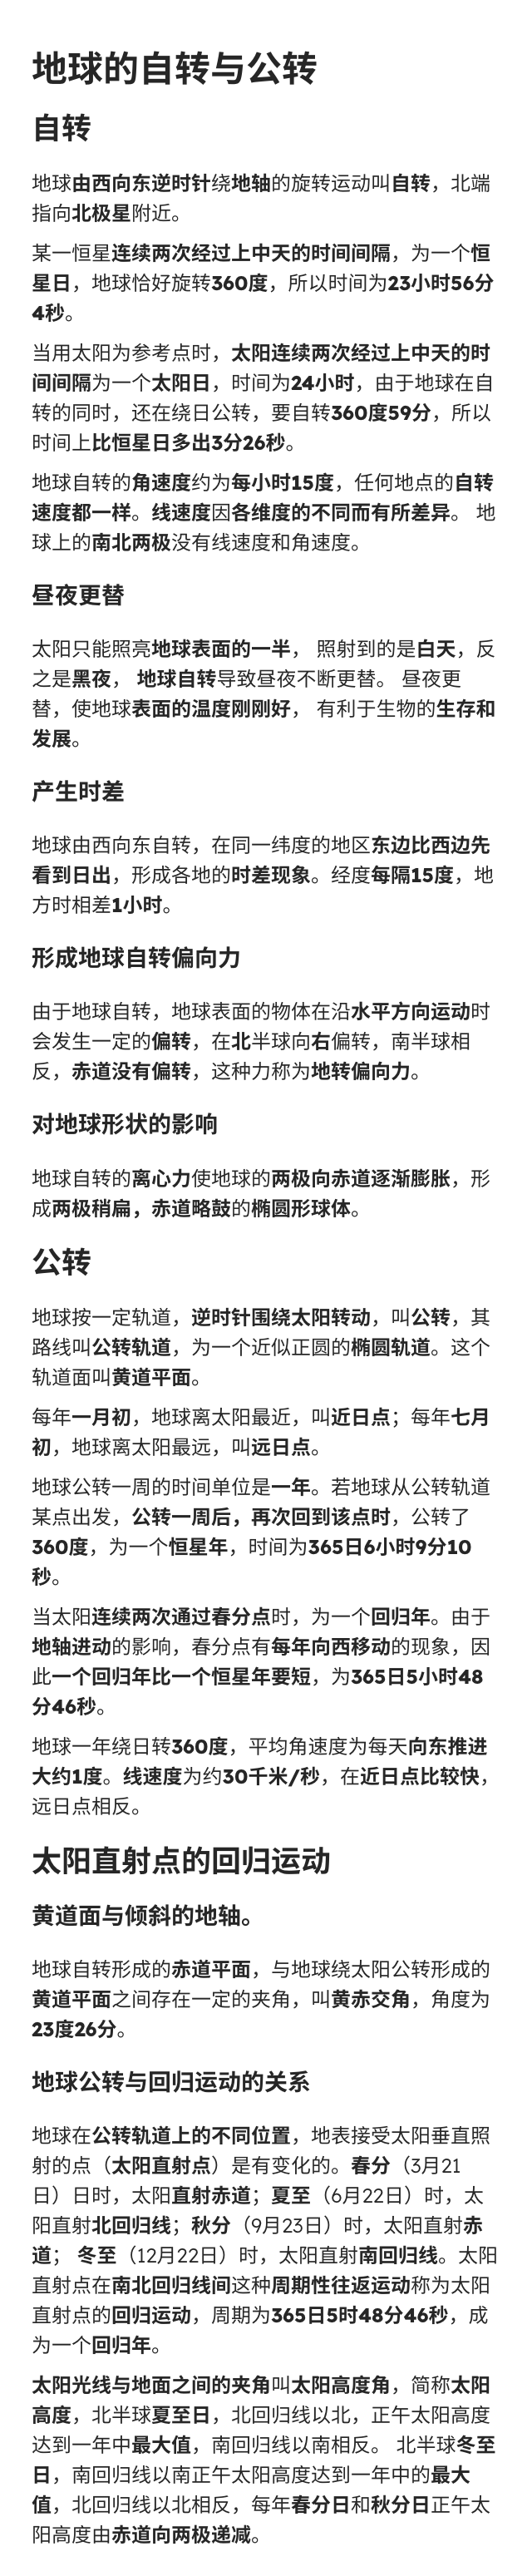 地球的自转与公转
自转
地球由西向东逆时针绕地轴的旋转运动叫自转，北端
指向北极星附近。
某一恒星连续两次经过上中天的时间间隔，为一个恒
星日，地球恰好旋转360度，所以时间为23小时56分
4秒。
当用太阳为参考点时，太阳连续两次经过上中天的时
间间隔为一个太阳日，时间为24小时，由于地球在自
转的同时，还在绕日公转，要自转360度59分，所以
时间上比恒星日多出3分26秒。
地球自转的角速度约为每小时15度，任何地点的自转
速度都一样。线速度因各维度的不同而有所差异。 地
球上的南北两极没有线速度和角速度。
昼夜更替
太阳只能照亮地球表面的一半， 照射到的是白天，反
之是黑夜， 地球自转导致昼夜不断更替。 昼夜更
替，使地球表面的温度刚刚好， 有利于生物的生存和
发展。
产生时差
地球由西向东自转，在同一纬度的地区东边比西边先
看到日出，形成各地的时差现象。经度每隔15度，地
方时相差1小时。
形成地球自转偏向力
由于地球自转，地球表面的物体在沿水平方向运动时
会发生一定的偏转，在北半球向右偏转，南半球相
反，赤道没有偏转，这种力称为地转偏向力。
对地球形状的影响
地球自转的离心力使地球的两极向赤道逐渐膨胀，形
成两极稍扁，赤道略鼓的椭圆形球体。
公转
地球按一定轨道，逆时针围绕太阳转动，叫公转，其
路线叫公转轨道，为一个近似正圆的椭圆轨道。这个
轨道面叫黄道平面。
每年一月初，地球离太阳最近，叫近日点；每年七月
初，地球离太阳最远，叫远日点。
地球公转一周的时间单位是一年。若地球从公转轨道
某点出发，公转一周后，再次回到该点时，公转了
360度，为一个恒星年，时间为365日6小时9分10
秒。
当太阳连续两次通过春分点时，为一个回归年。由于
地轴进动的影响，春分点有每年向西移动的现象，因
此一个回归年比一个恒星年要短，为365日5小时48
分46秒。
地球一年绕日转360度，平均角速度为每天向东推进
大约1度。线速度为约30千米/秒，在近日点比较快，
远日点相反。
太阳直射点的回归运动
黄道面与倾斜的地轴。
地球自转形成的赤道平面，与地球绕太阳公转形成的
黄道平面之间存在一定的夹角，叫黄赤交角，角度为
23度26分。
地球公转与回归运动的关系
地球在公转轨道上的不同位置，地表接受太阳垂直照
射的点（太阳直射点）是有变化的。春分（3月21
日）日时，太阳直射赤道；夏至（6月22日）时，太
阳直射北回归线；秋分（9月23日）时，太阳直射赤
道； 冬至（12月22日）时，太阳直射南回归线。太阳
直射点在南北回归线间这种周期性往返运动称为太阳
直射点的回归运动，周期为365日5时48分46秒，成
为一个回归年。
太阳光线与地面之间的夹角叫太阳高度角，简称太阳
高度，北半球夏至日，北回归线以北，正午太阳高度
达到一年中最大值，南回归线以南相反。 北半球冬至
日，南回归线以南正午太阳高度达到一年中的最大
值，北回归线以北相反，每年春分日和秋分日正午太
阳高度由赤道向两极递减。